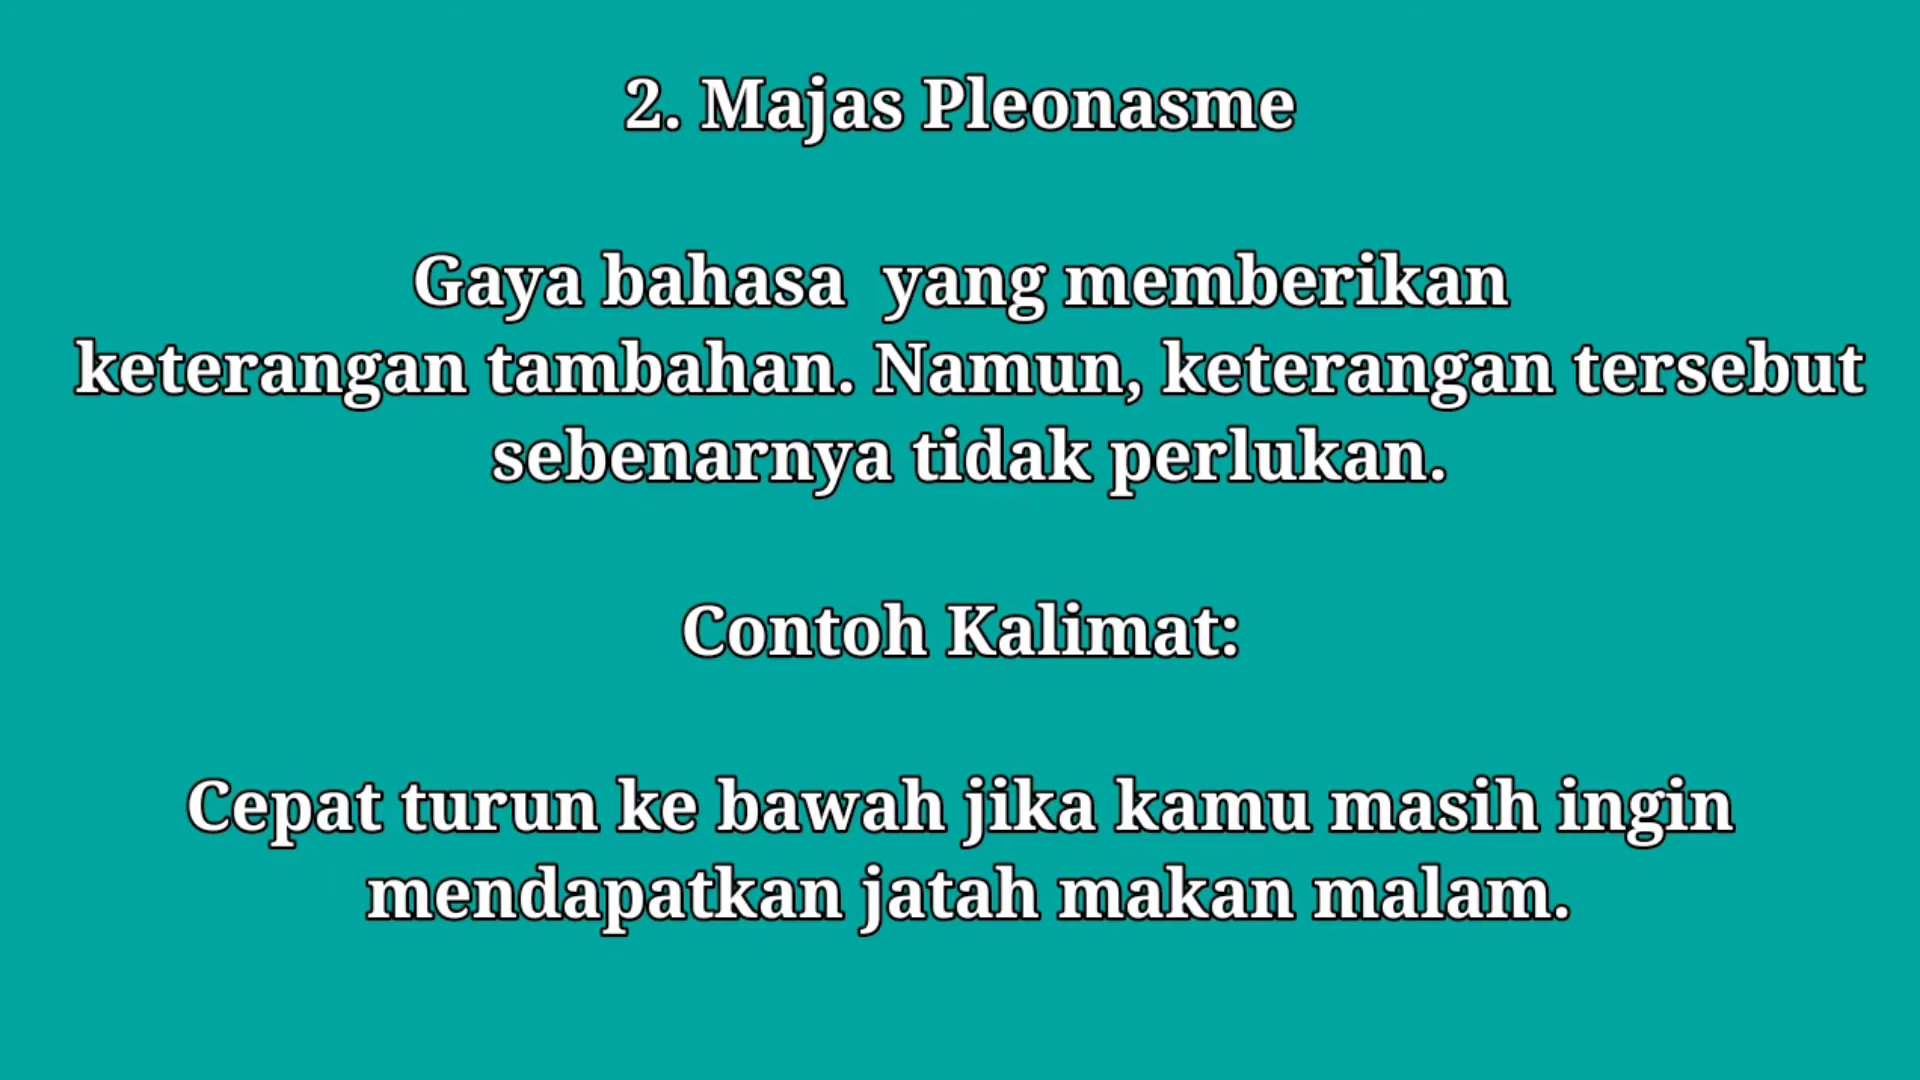 2. Majas Pleonasme
Gaya bahasa  yang memberikan
keterangan tambahan. Namun, keterangan tersebut
sebenarnya tidak perlukan.
Contoh Kalimat:
Cepat turun ke bawah jika kamu masih ingin
mendapatkan jatah makan malam.